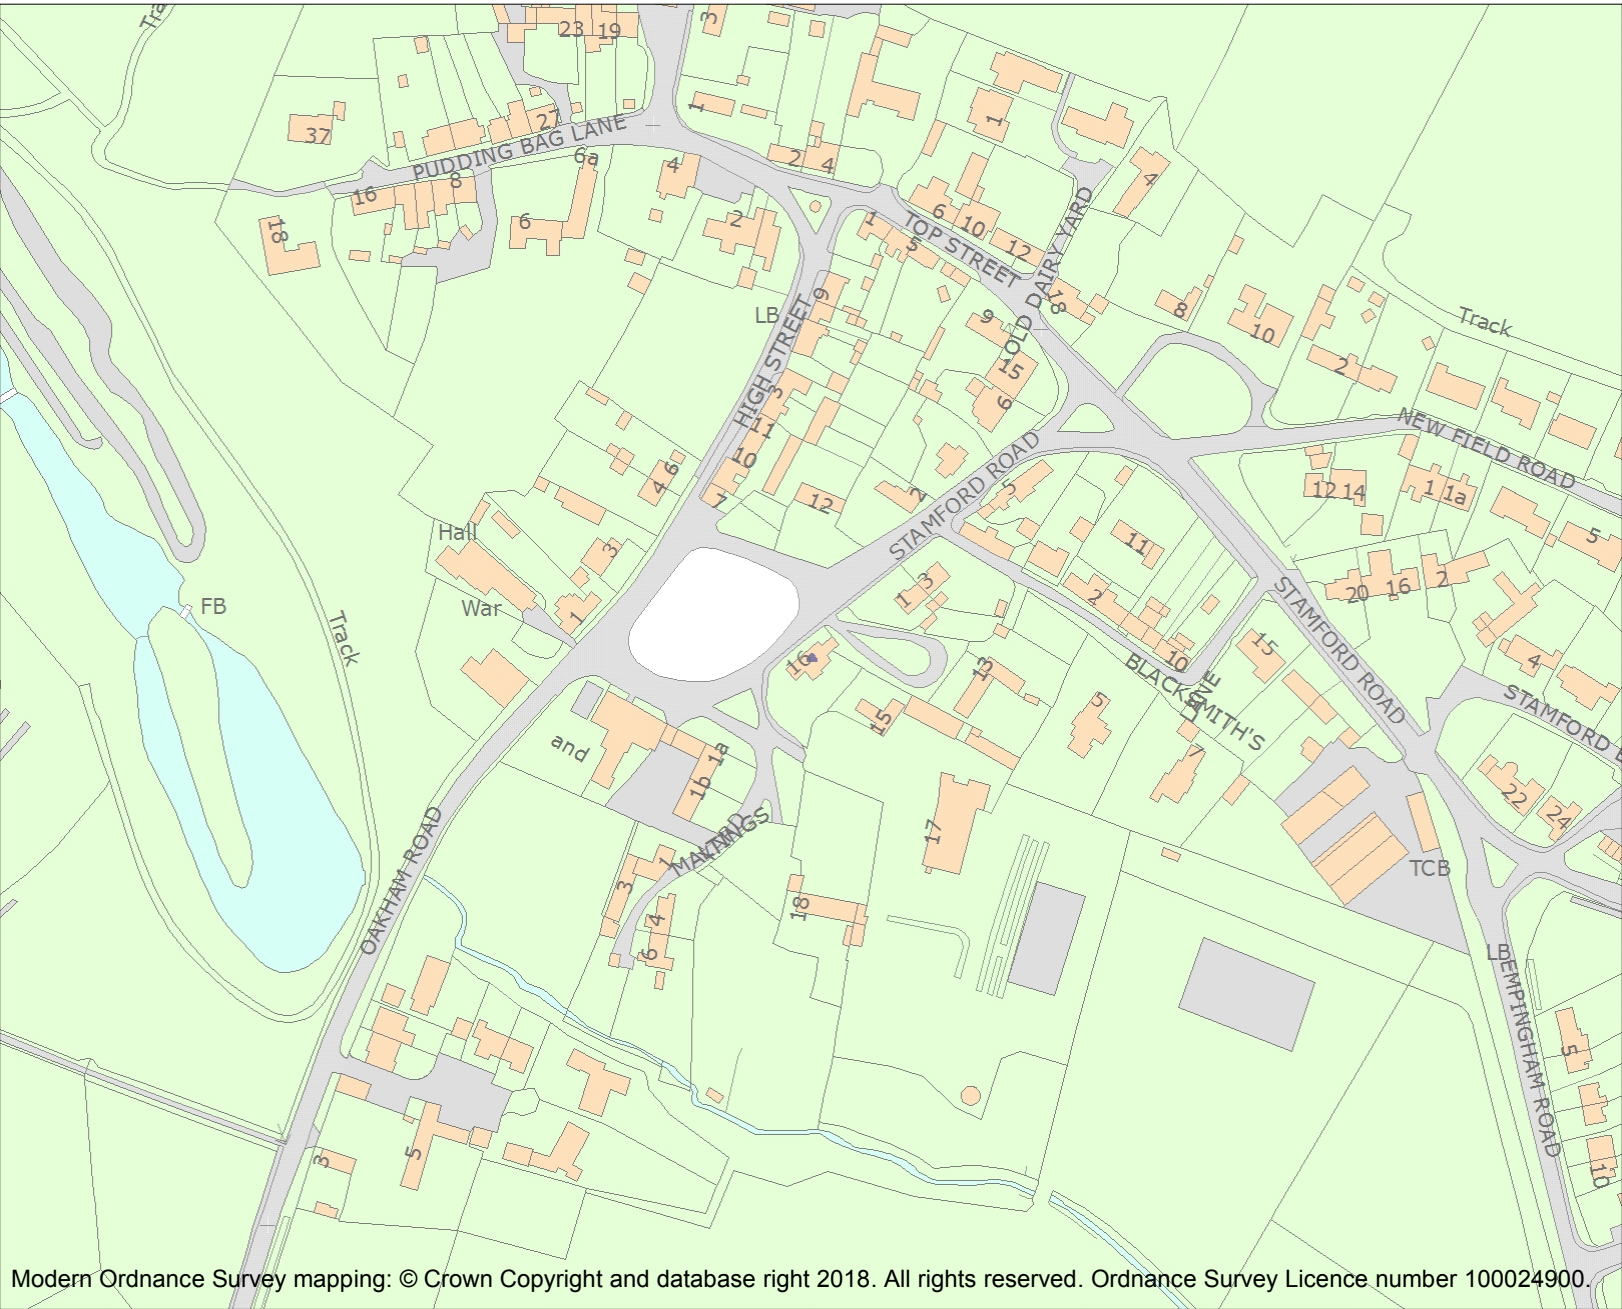 Tra
23
19
3
1
27
37
PUDDING BAG LANE
6a
16
8
4
2
4
1
4
18
6
2
6
10
12
1
5
TOP STREET
OLD DAIRY YARD
18
LB
9
8
10
Track
9
2
15
6
HIGH STREET
3
11
10
7
NEW FIELD ROAD
6
4
12
2
STAMFORD ROAD
5
12
14
1
1a
5
11
Hall
3
War
FB
1
3
1
2
20
16
2
Track
STAMFORD ROAD
15
16
13
10
4
BLACKSMITH'S
LANE
5
15
STAMFORD
and
1a
1b
7
22
24
17
MALTINGS
YARD
OAKHAM ROAD
1
3
TCB
4
18
6
LB
EMPINGHAM ROAD
5
3
5
10
Modern Ordnance Survey mapping: © Crown Copyright and database right 2018. All rights reserved. Ordnance Survey Licence number 100024900.